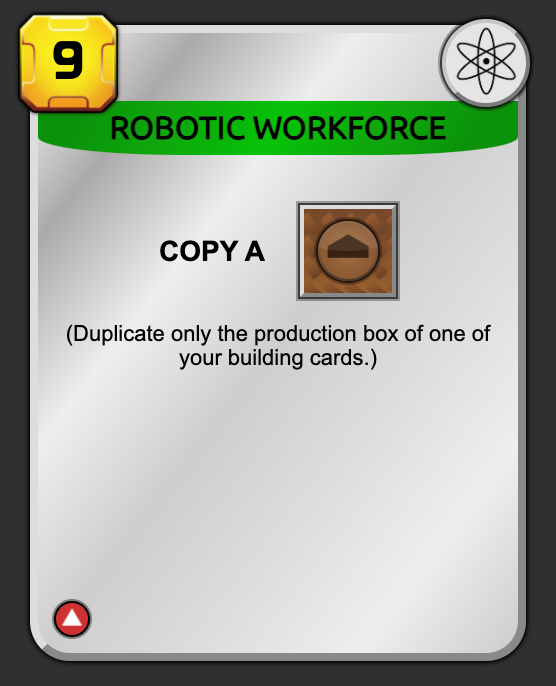 9
ROBOTIC WORKFORCE
COPY A
(Duplicate only the production box of one of
your building cards.)